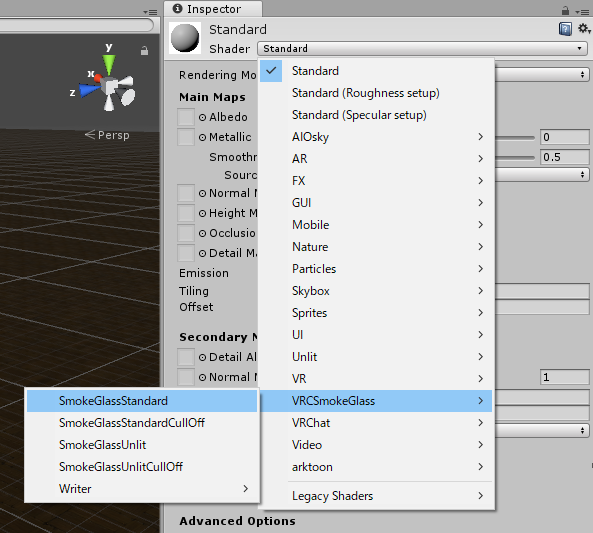 Inspector
Standard
Shader
Standard
y
x
z
Persp
Rendering Mo
Main Maps
Albedo
Metallic
0
Smoothn
0.5
Sourc
Normal M
Height M
Occlusio
Detail Ma
Emission
Tiling
Offset
Secondary M
Detail Al
Normal M
1
Advanced Options
Standard
Standard (Roughness setup)
Standard (Specular setup)
AIOsky
AR
FX
GUI
Mobile
Nature
Particles
Skybox
Sprites
UI
Unlit
VR
VRCSmokeGlass
VRChat
Video
arktoon
Legacy Shaders
SmokeGlassStandard
SmokeGlassStandardCullOff
SmokeGlassUnlit
SmokeGlassUnlitCullOff
Writer